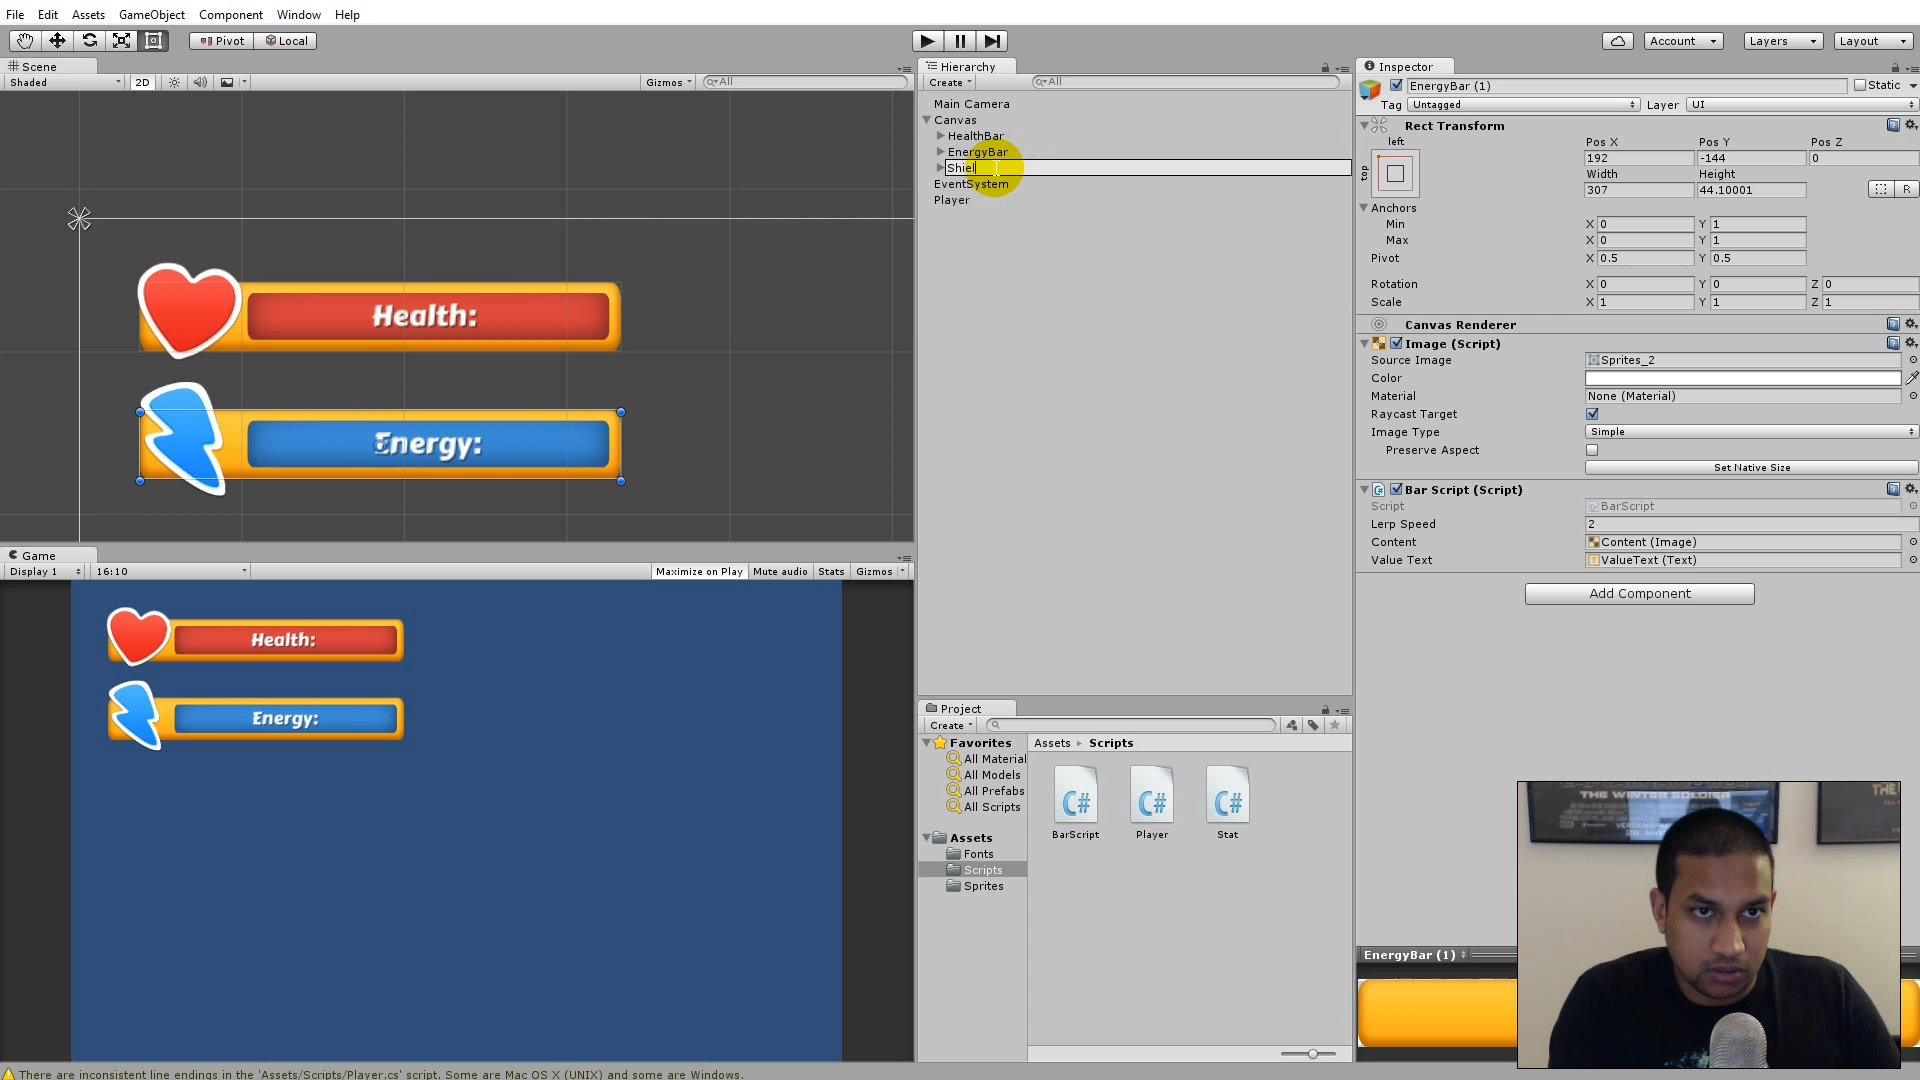 File Edit Assets GameObject Component Window Help
Pivot Local Account Layers Layout
Scene
Shaded 2D Gizmos All
Health:
Energy:
Game
Display 1 16:10 Maximize on Play Mute audio Stats Gizmos
Health:
Energy:
Hierarchy
Create All
Main Camera
Canvas
HealthBar
EnergyBar
Shiel
EventSystem
Player
Project
Create
Favorites
All Material
All Models
All Prefabs
All Scripts
Assets
Fonts
Scripts
Sprites
Assets Scripts
C# C# C#
BarScript Player Stat
Inspector
EnergyBar (1) Static
Tag Untagged Layer UI
Rect Transform
left
top
Pos X Pos Y Pos Z
192 -144 0
Width Height
307 44.10001 R
Anchors
Min X 0 Y 1
Max X 0 Y 1
Pivot X 0.5 Y 0.5
Rotation X 0 Y 0 Z 0
Scale X 1 Y 1 Z 1
Canvas Renderer
Image (Script)
Source Image Sprites_2
Color
Material None (Material)
Raycast Target
Image Type Simple
Preserve Aspect
Set Native Size
Bar Script (Script)
Script BarScript
Lerp Speed 2
Content Content (Image)
Value Text ValueText (Text)
Add Component
EnergyBar (1)
THE WINTER SOLDIER
THE
There are inconsistent line endings in the 'Assets/Scripts/Player.cs' script. Some are Mac OS X (UNIX) and some are Windows.